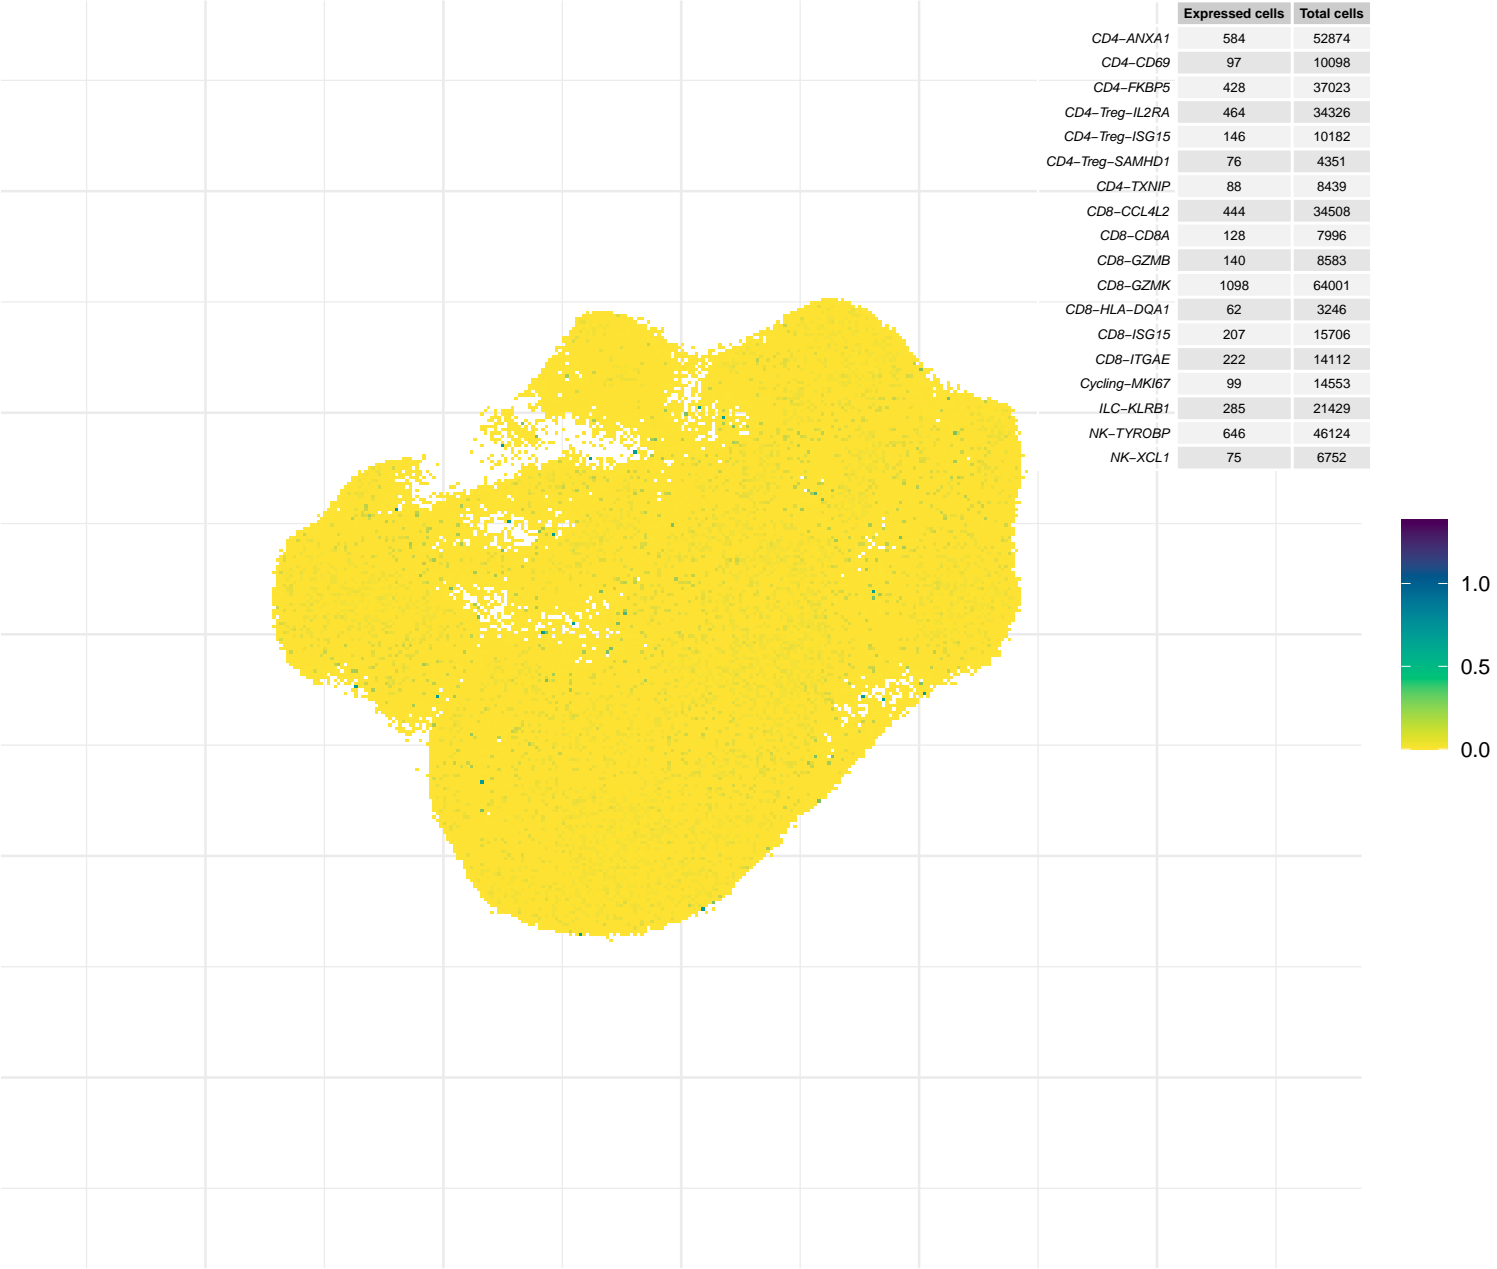 Expressed cells Total cells
CD4−ANXA1 584 52874
CD4−CD69 97 10098
CD4−FKBP5 428 37023
CD4−Treg−IL2RA 464 34326
CD4−Treg−ISG15 146 10182
CD4−Treg−SAMHD1 76 4351
CD4−TXNIP 88 8439
CD8−CCL4L2 444 34508
CD8−CD8A 128 7996
CD8−GZMB 140 8583
CD8−GZMK 1098 64001
CD8−HLA−DQA1 62 3246
CD8−ISG15 207 15706
CD8−ITGAE 222 14112
Cycling−MKI67 99 14553
ILC−KLRB1 285 21429
NK−TYROBP 646 46124
NK−XCL1 75 6752
1.0
0.5
0.0